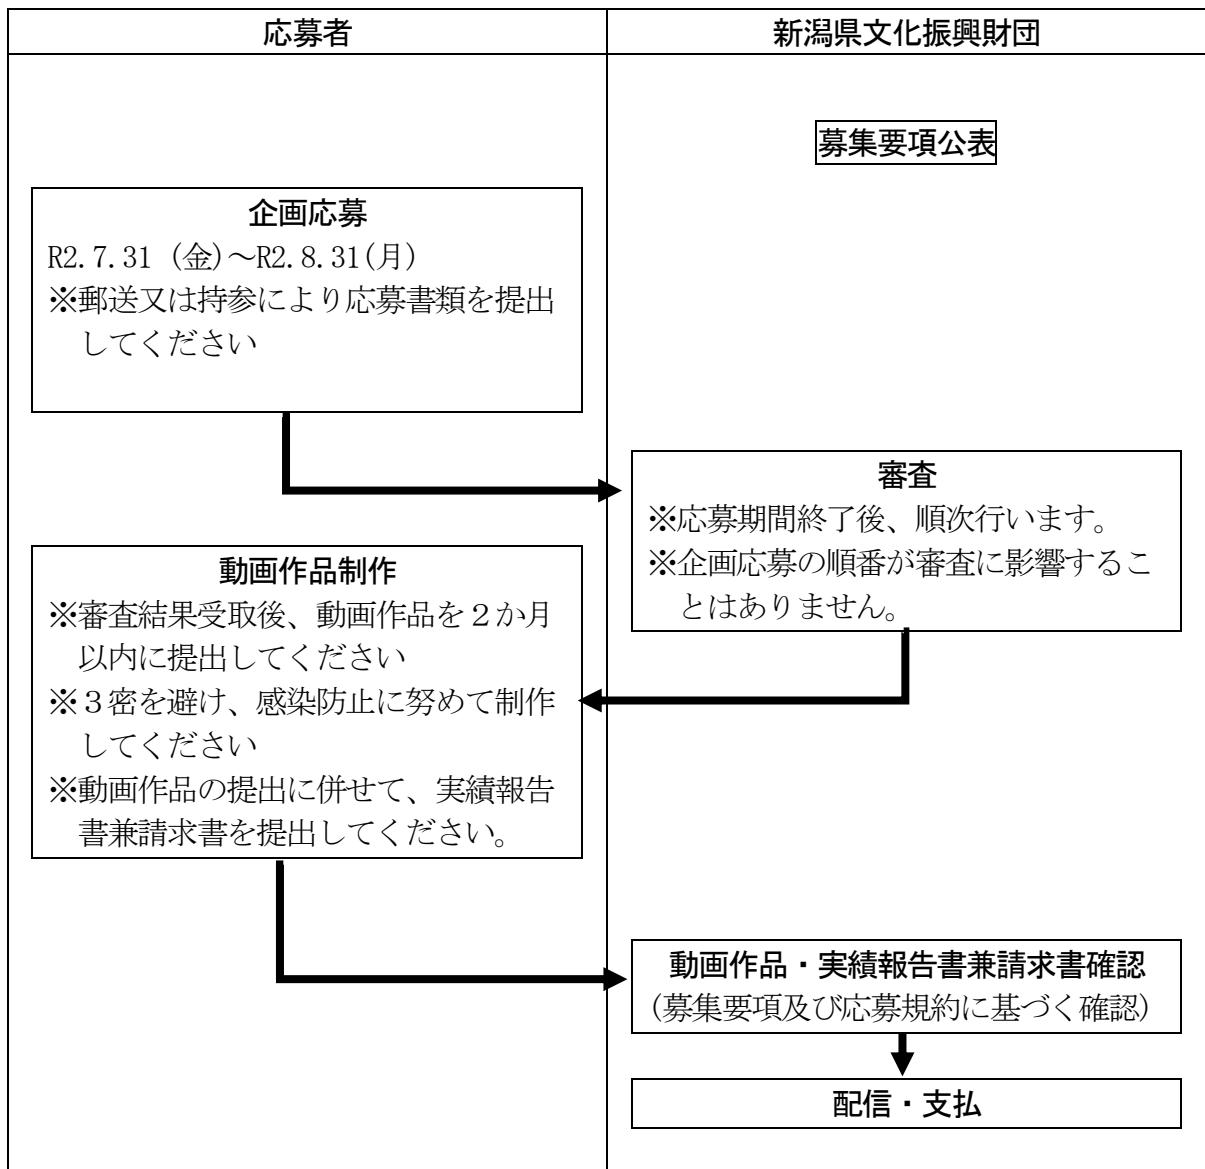 応募者
新潟県文化振興財団
募集要項公表
企画応募
R2.7.31 (金)～R2.8.31(月)
※郵送又は持参により応募書類を提出
してください
審査
※応募期間終了後、順次行います。
※企画応募の順番が審査に影響するこ
とはありません。
動画作品制作
※審査結果受取後、動画作品を２か月
以内に提出してください
※３密を避け、感染防止に努めて制作
してください
※動画作品の提出に併せて、実績報告
書兼請求書を提出してください。
動画作品・実績報告書兼請求書確認
（募集要項及び応募規約に基づく確認）
配信・支払